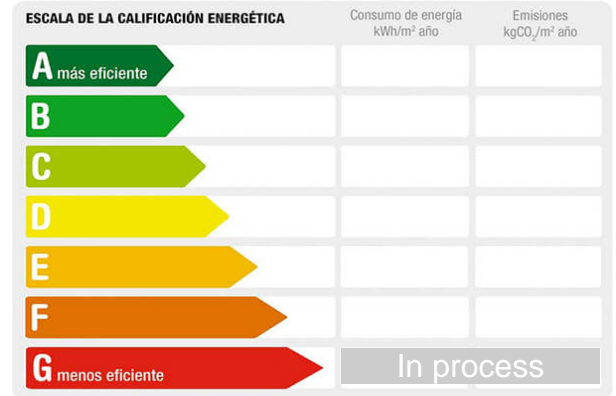 ESCALA DE LA CALIFICACIÓN ENERGÉTICA
Consumo de energía
kWh/m² año
Emisiones
kgCO₂/m² año
A más eficiente
B
C
D
E
F
G menos eficiente
In process